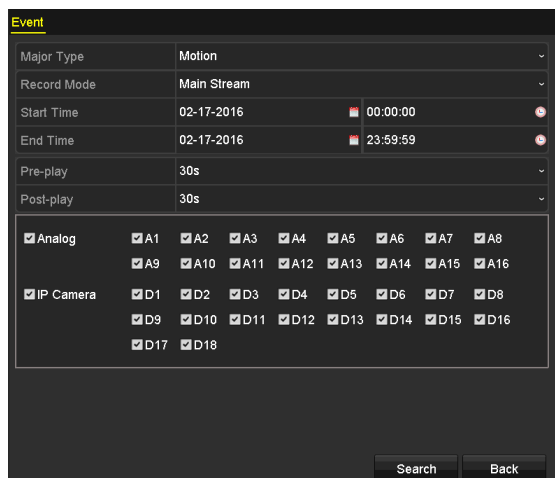 Event
Major Type Motion
Record Mode Main Stream
Start Time 02-17-2016 00:00:00
End Time 02-17-2016 23:59:59
Pre-play 30s
Post-play 30s
Analog A1 A2 A3 A4 A5 A6 A7 A8
A9 A10 A11 A12 A13 A14 A15 A16
IP Camera D1 D2 D3 D4 D5 D6 D7 D8
D9 D10 D11 D12 D13 D14 D15 D16
D17 D18
Search Back